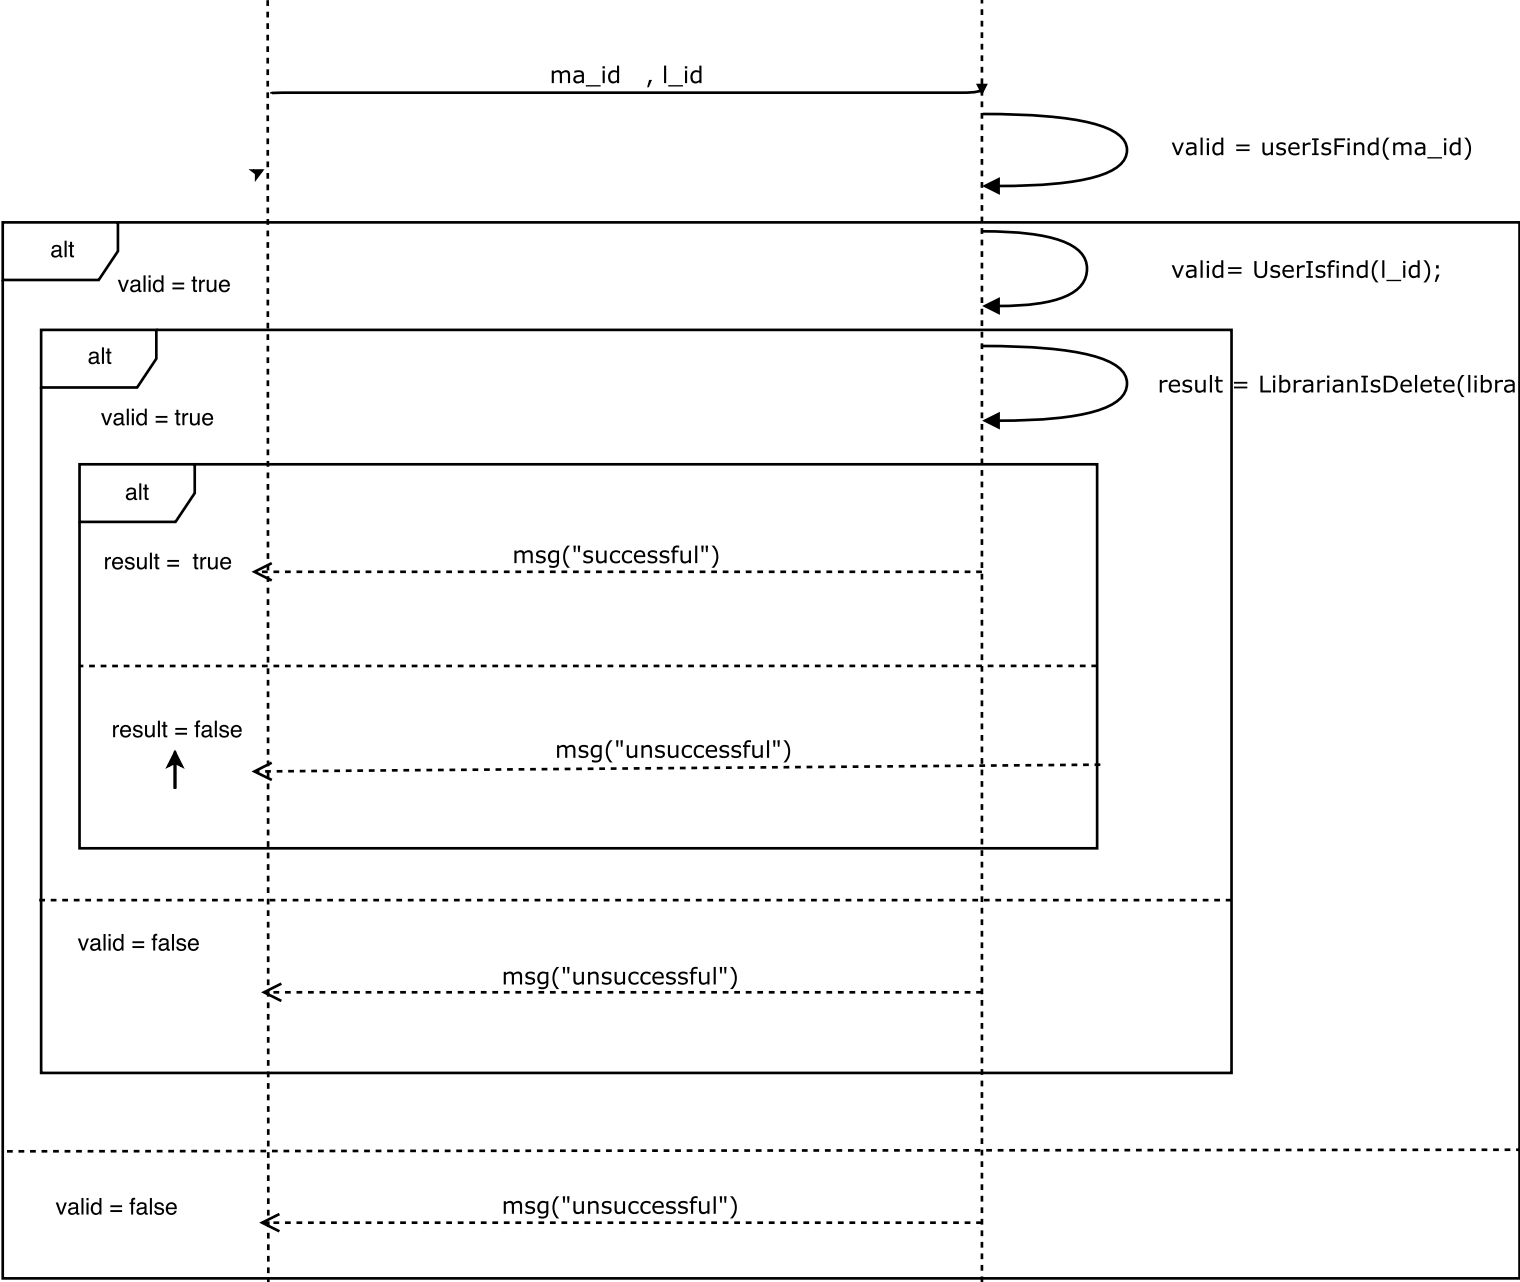 ma_id , l_id
valid = userIsFind(ma_id)
alt
valid = true
valid= UserIsfind(l_id);
alt
valid = true
result = LibrarianIsDelete(libra
alt
result = true
msg("successful")
result = false
msg("unsuccessful")
valid = false
msg("unsuccessful")
valid = false
msg("unsuccessful")